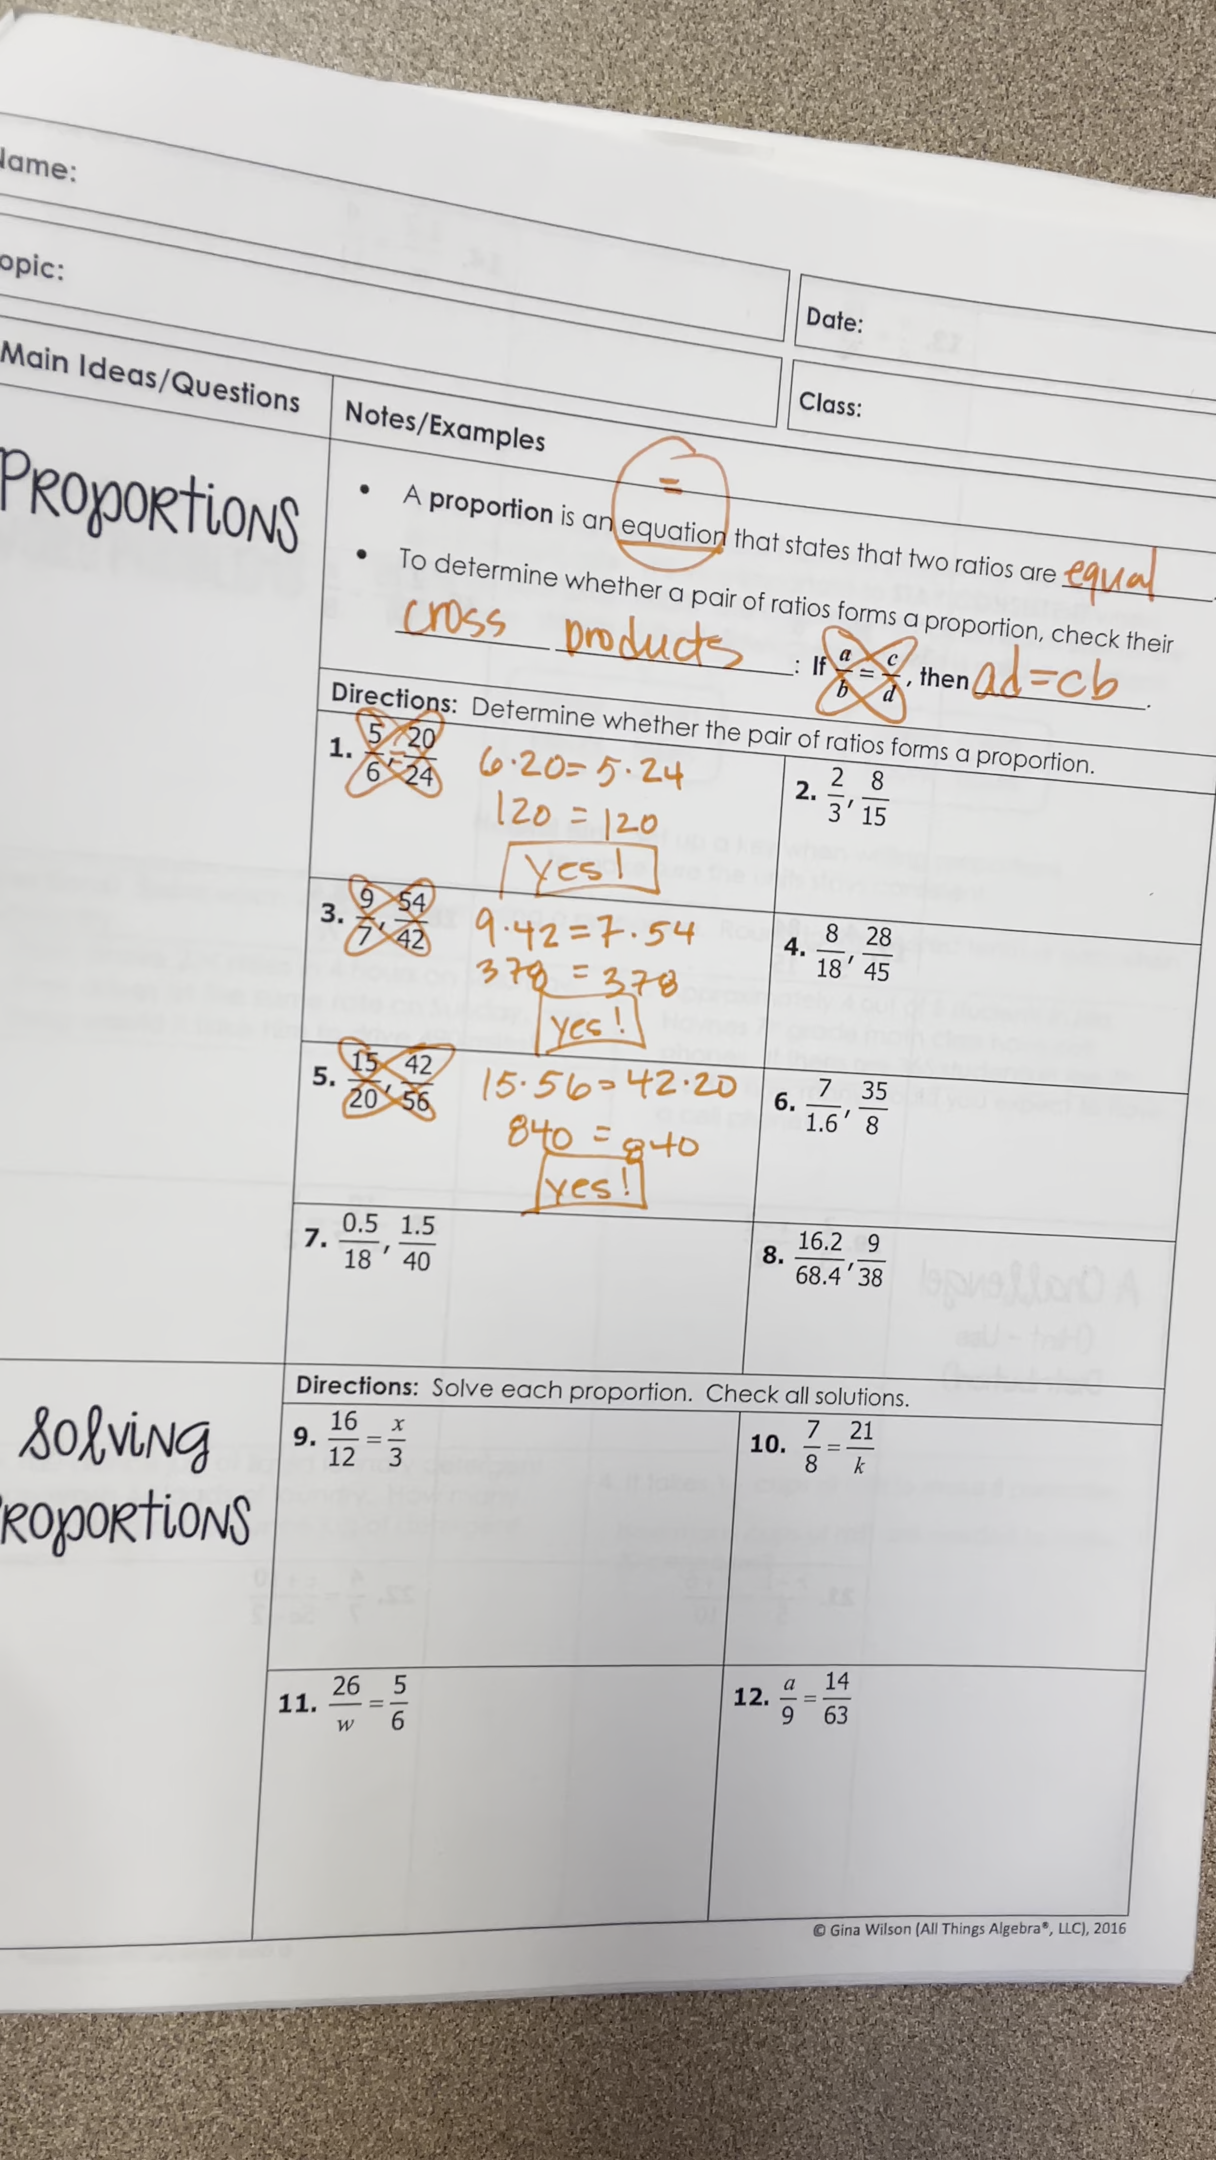 Name:
Topic:
Date:
Class:
Main Ideas/Questions
Notes/Examples
PROPORTIONS
=
• A proportion is an equation that states that two ratios are equal.
• To determine whether a pair of ratios forms a proportion, check their
cross products : If a/b = c/d, then ad=cb.
Directions: Determine whether the pair of ratios forms a proportion.
1. 5/6 = 20/24
6·20=5·24
120 = 120
Yes!
2. 2/3, 8/15
3. 9/7, 54/42
9·42=7·54
378 = 378
yes!
4. 8/18, 28/45
5. 15/20, 42/56
15·56=42·20
840 = 840
yes!
6. 7/1.6, 35/8
7. 0.5/18, 1.5/40
8. 16.2/68.4, 9/38
Solving
PROPORTIONS
Directions: Solve each proportion. Check all solutions.
9. 16/12 = x/3
10. 7/8 = 21/k
11. 26/w = 5/6
12. a/9 = 14/63
© Gina Wilson (All Things Algebra®, LLC), 2016